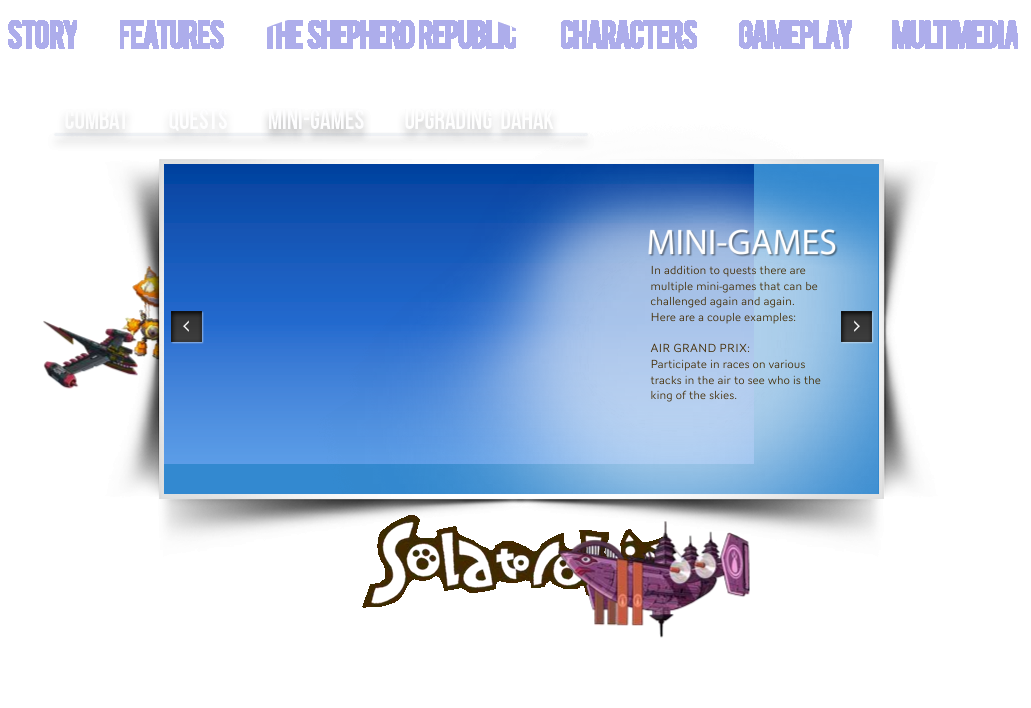 STORY FEATURES THE SHEPHERD REPUBLIC CHARACTERS GAMEPLAY MULTIMEDIA
COMBAT QUESTS MINI-GAMES UPGRADING DAHAK
MINI-GAMES
In addition to quests there are
multiple mini-games that can be
challenged again and again.
Here are a couple examples:
AIR GRAND PRIX:
Participate in races on various
tracks in the air to see who is the
king of the skies.
Solatoro